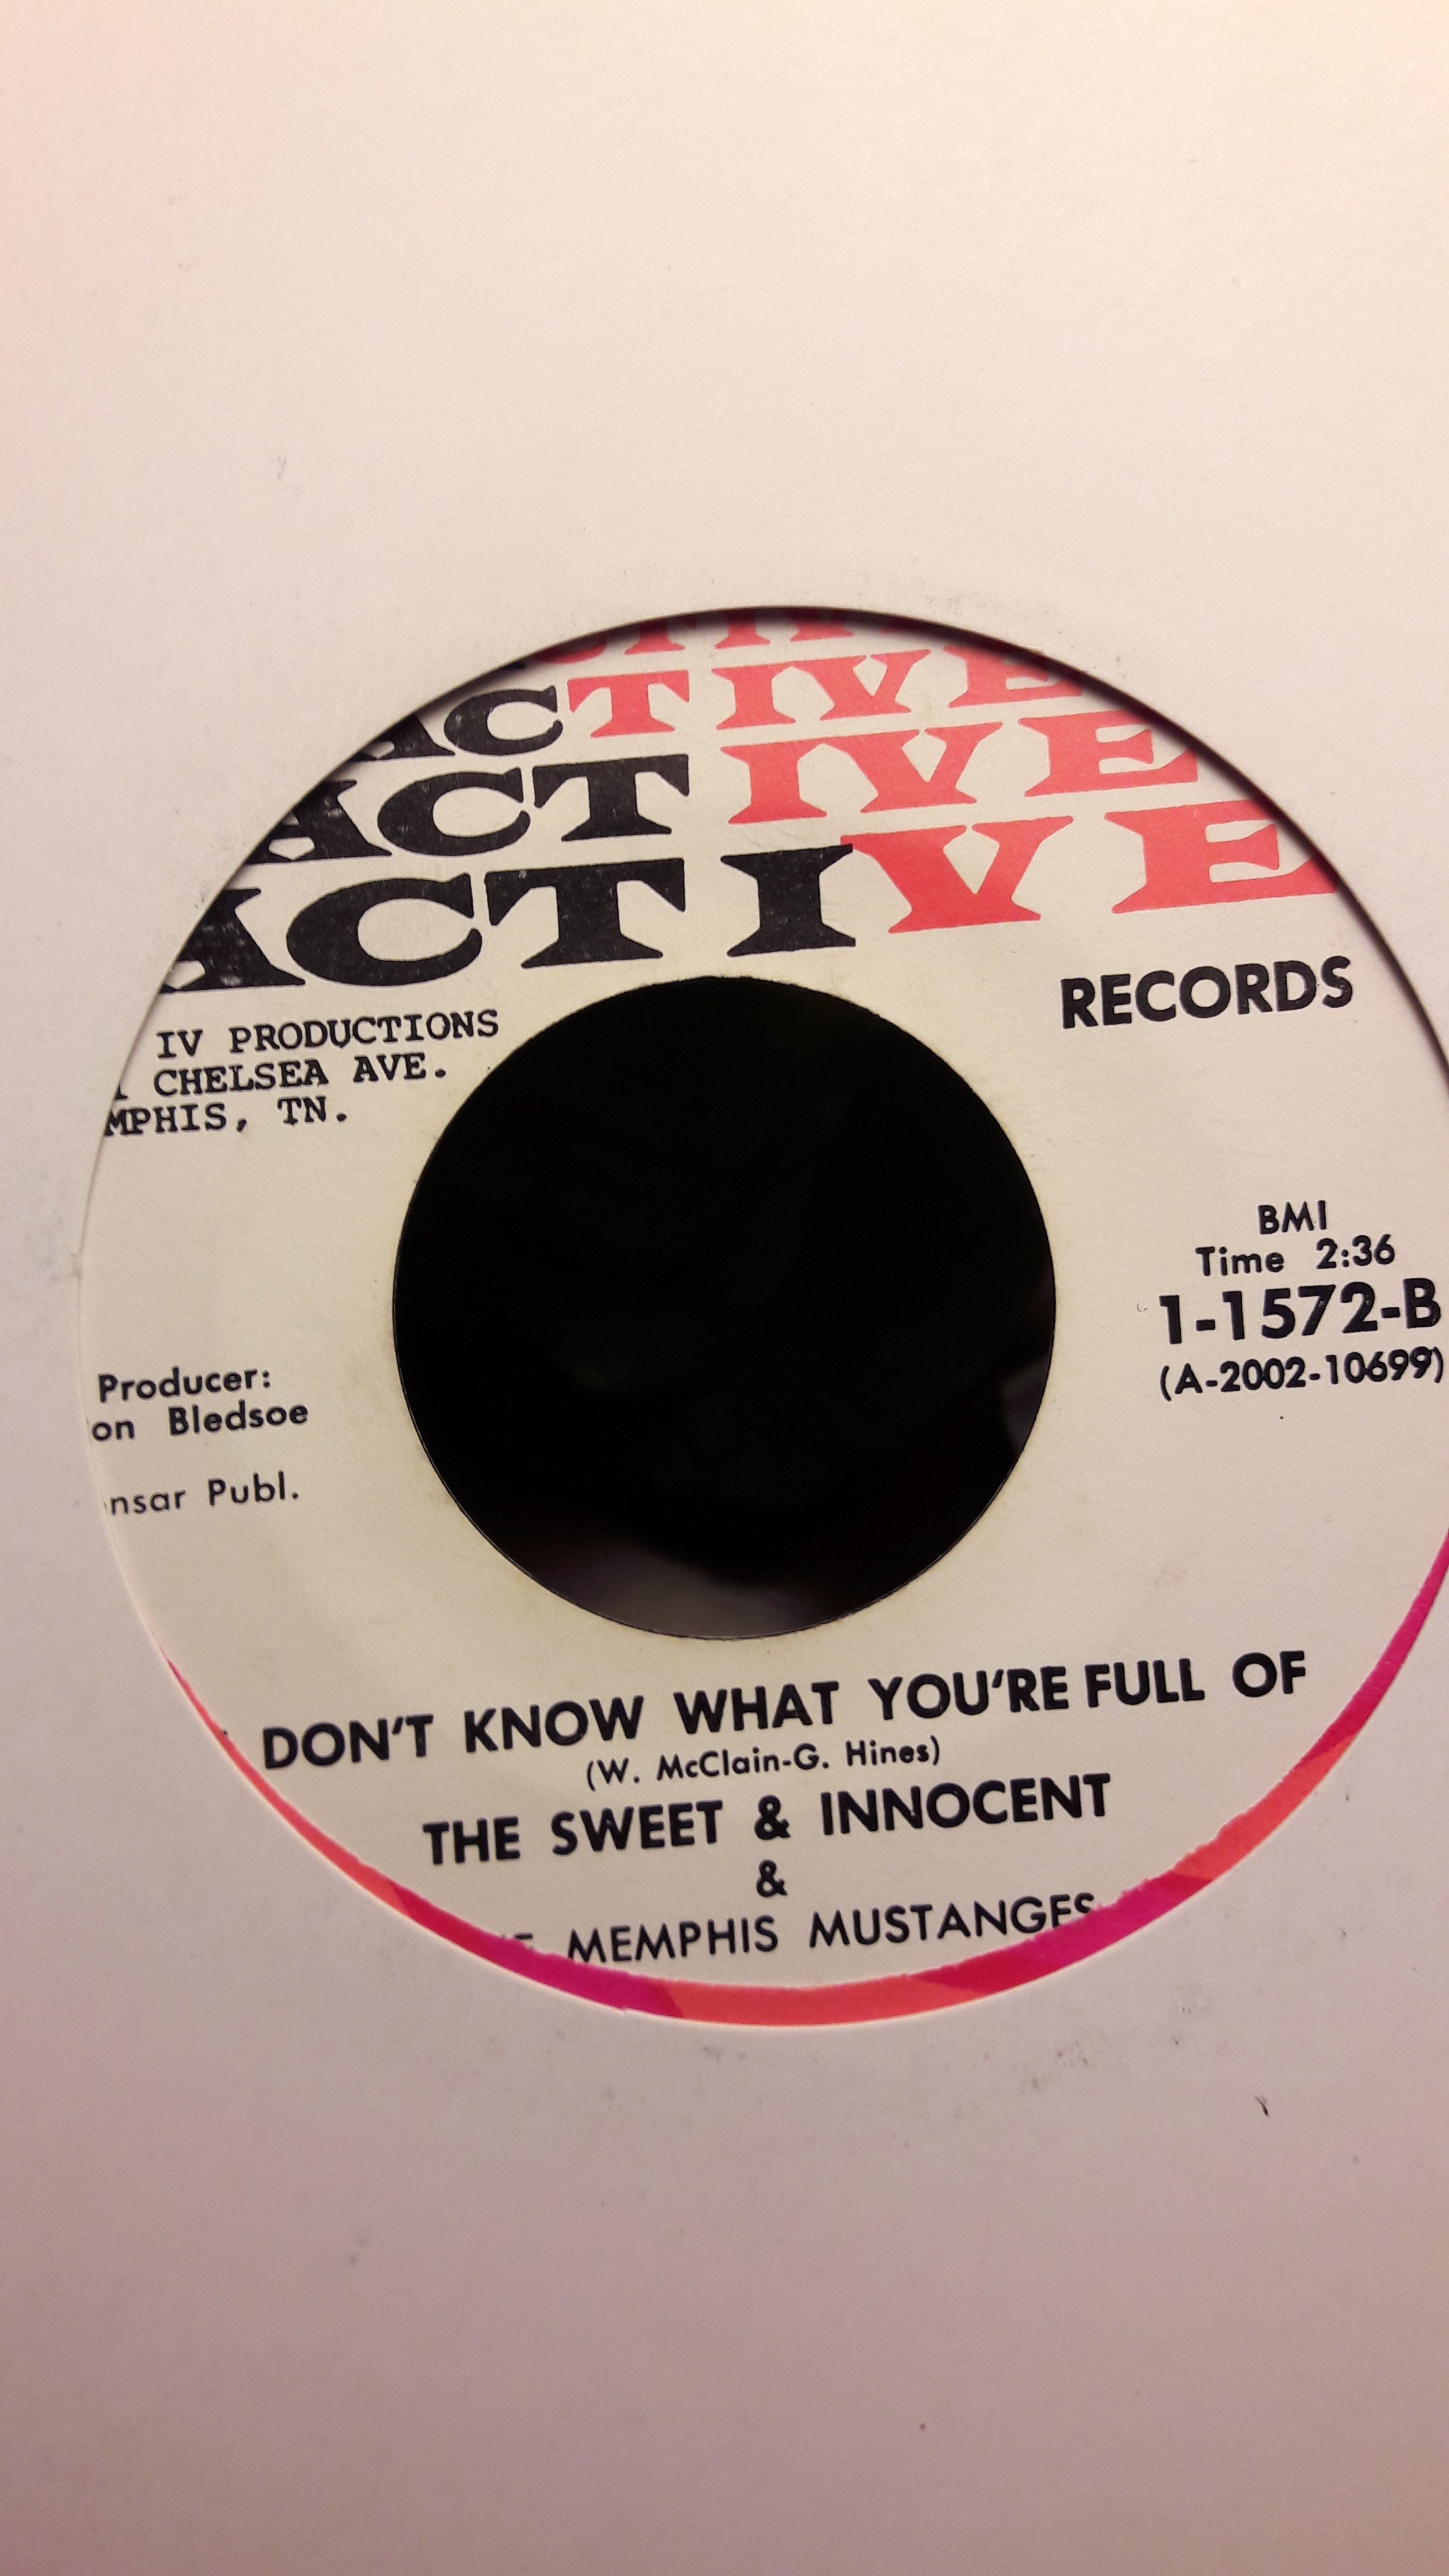 ACTIVE
ACTIVE
ACTIVE
RECORDS
IV PRODUCTIONS
CHELSEA AVE.
MPHIS, TN.
BMI
Time 2:36
1-1572-B
(A-2002-10699)
Producer:
on Bledsoe
nsar Publ.
DON'T KNOW WHAT YOU'RE FULL OF
(W. McClain-G. Hines)
THE SWEET & INNOCENT
&
MEMPHIS MUSTANGES